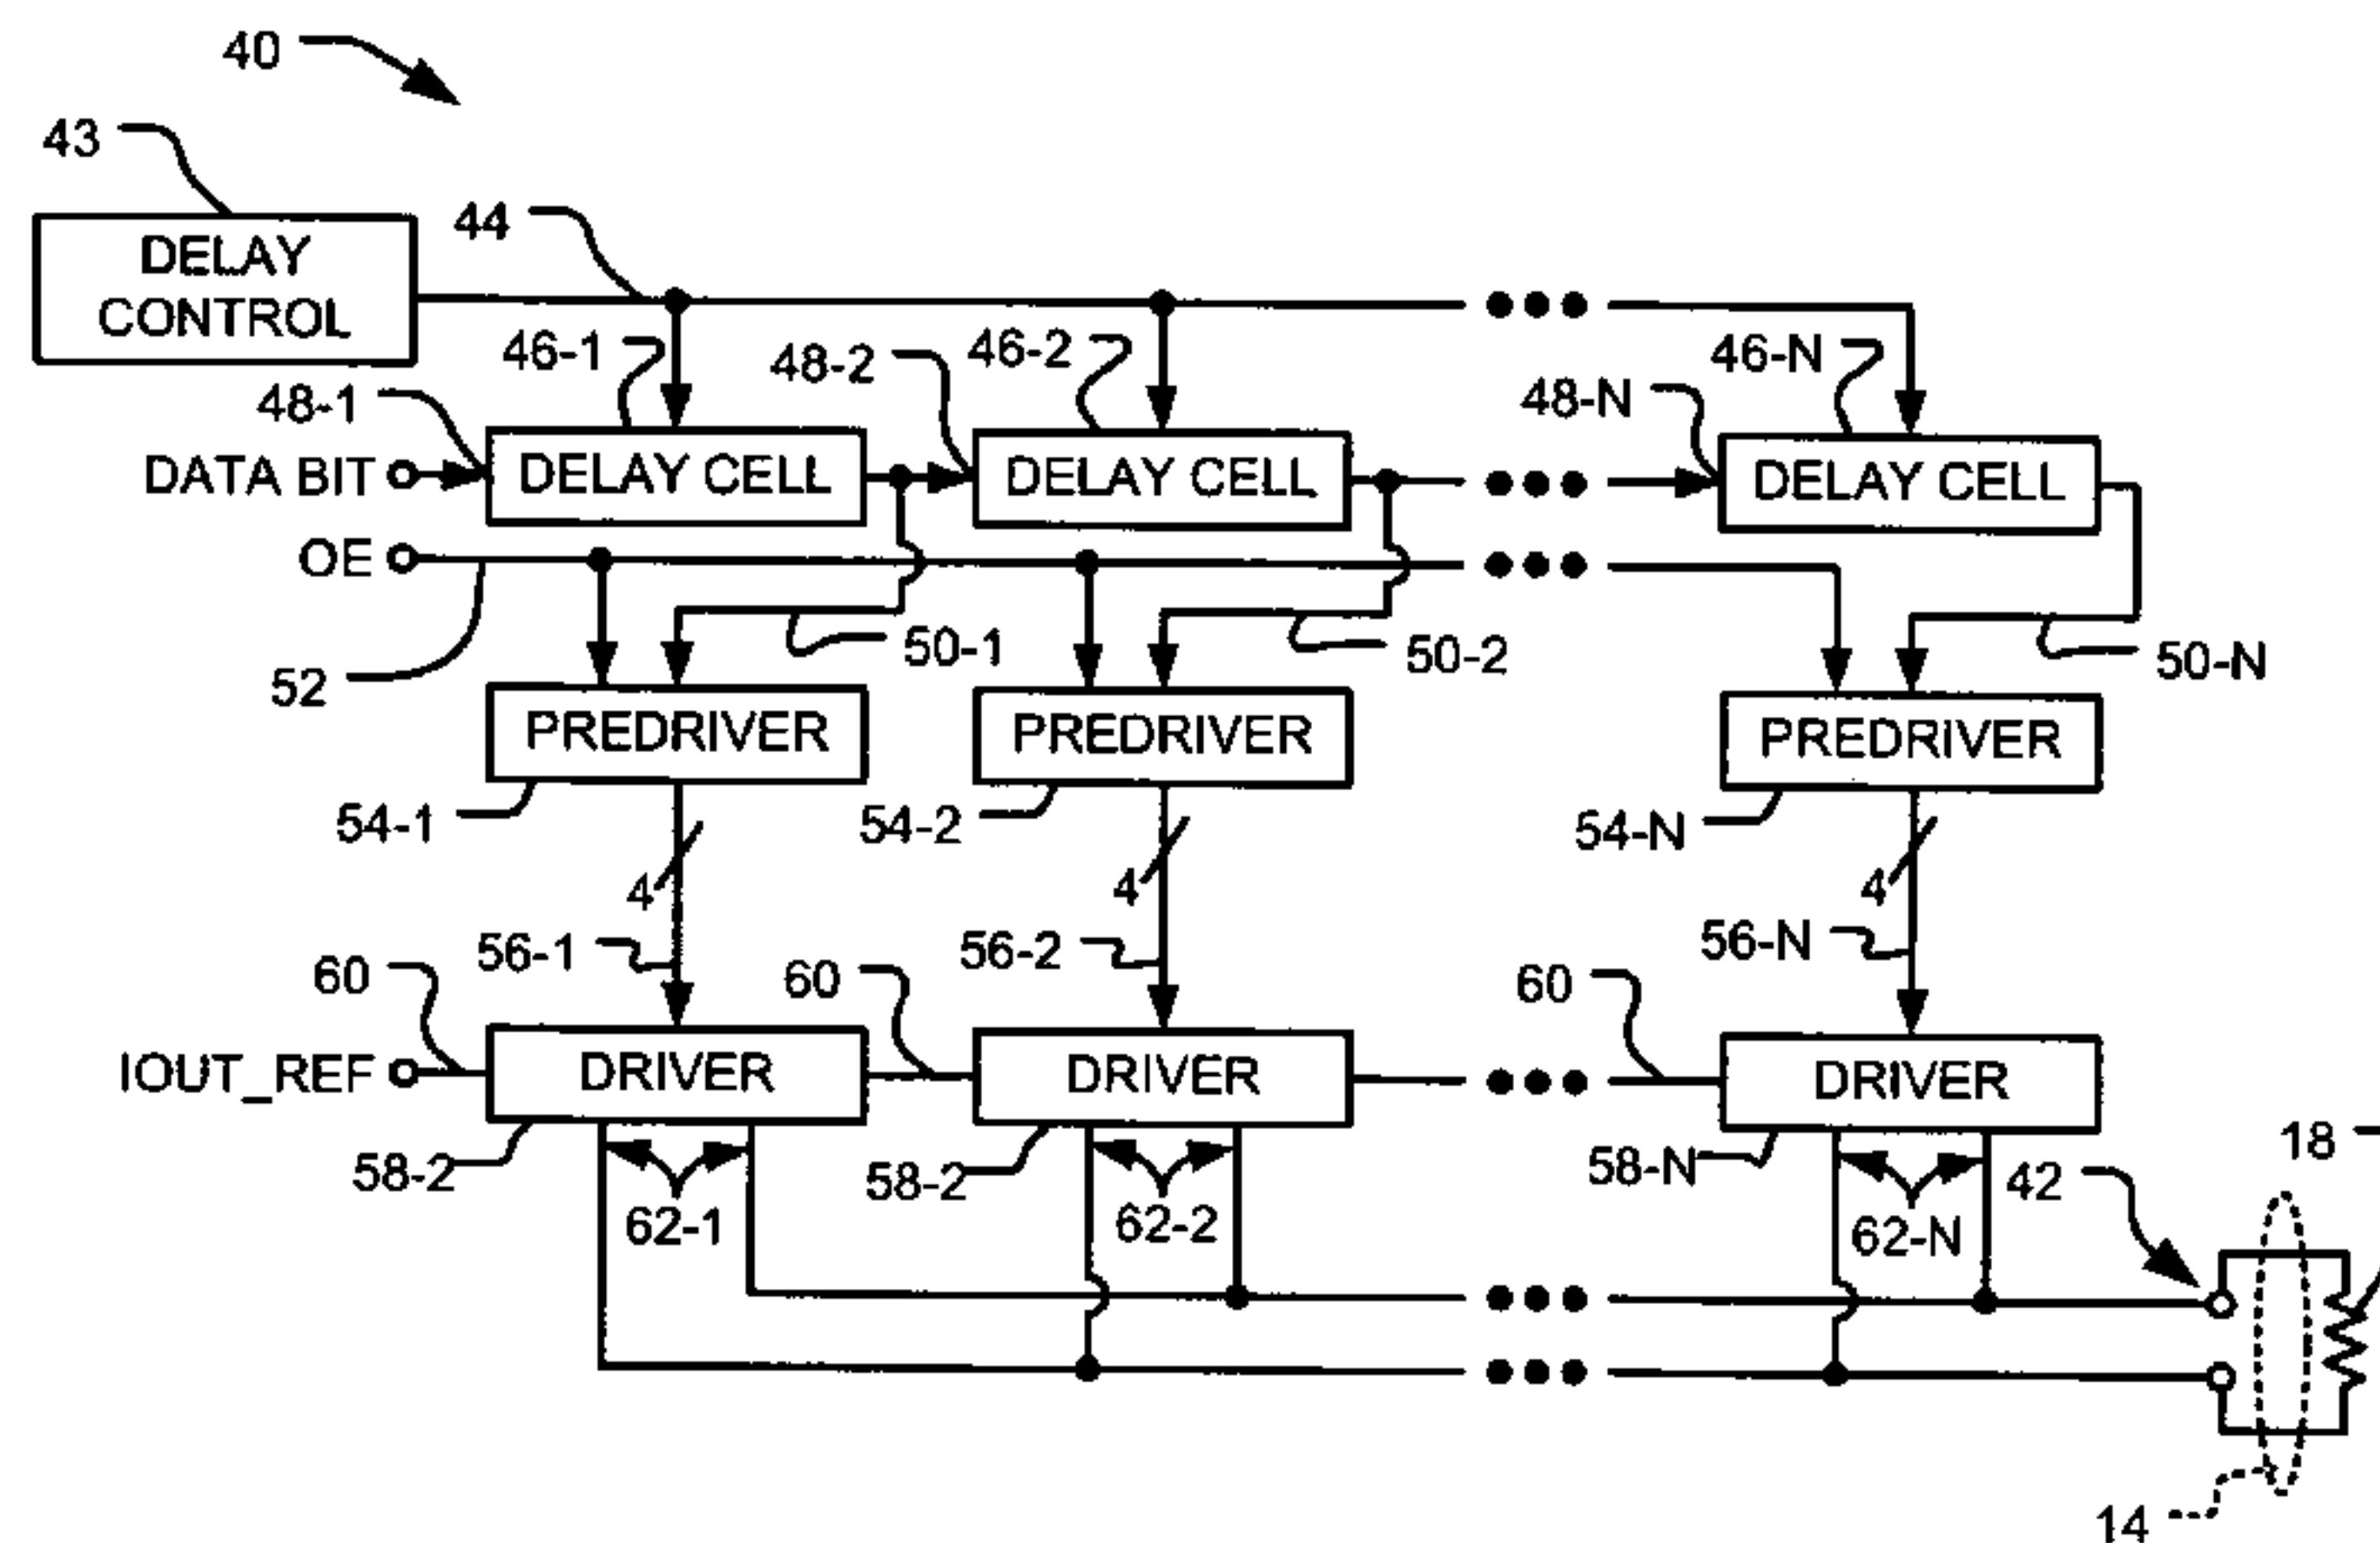 40
43
DELAY
CONTROL
44
46-1
48-2
46-2
46-N
48-1
48-N
DATA BIT
DELAY CELL
DELAY CELL
DELAY CELL
OE
52
50-1
50-2
50-N
PREDRIVER
PREDRIVER
PREDRIVER
54-1
54-2
54-N
4
4
4
56-1
56-2
56-N
60
60
60
IOUT_REF
DRIVER
DRIVER
DRIVER
58-2
58-2
58-N
62-1
62-2
62-N
42
18
14